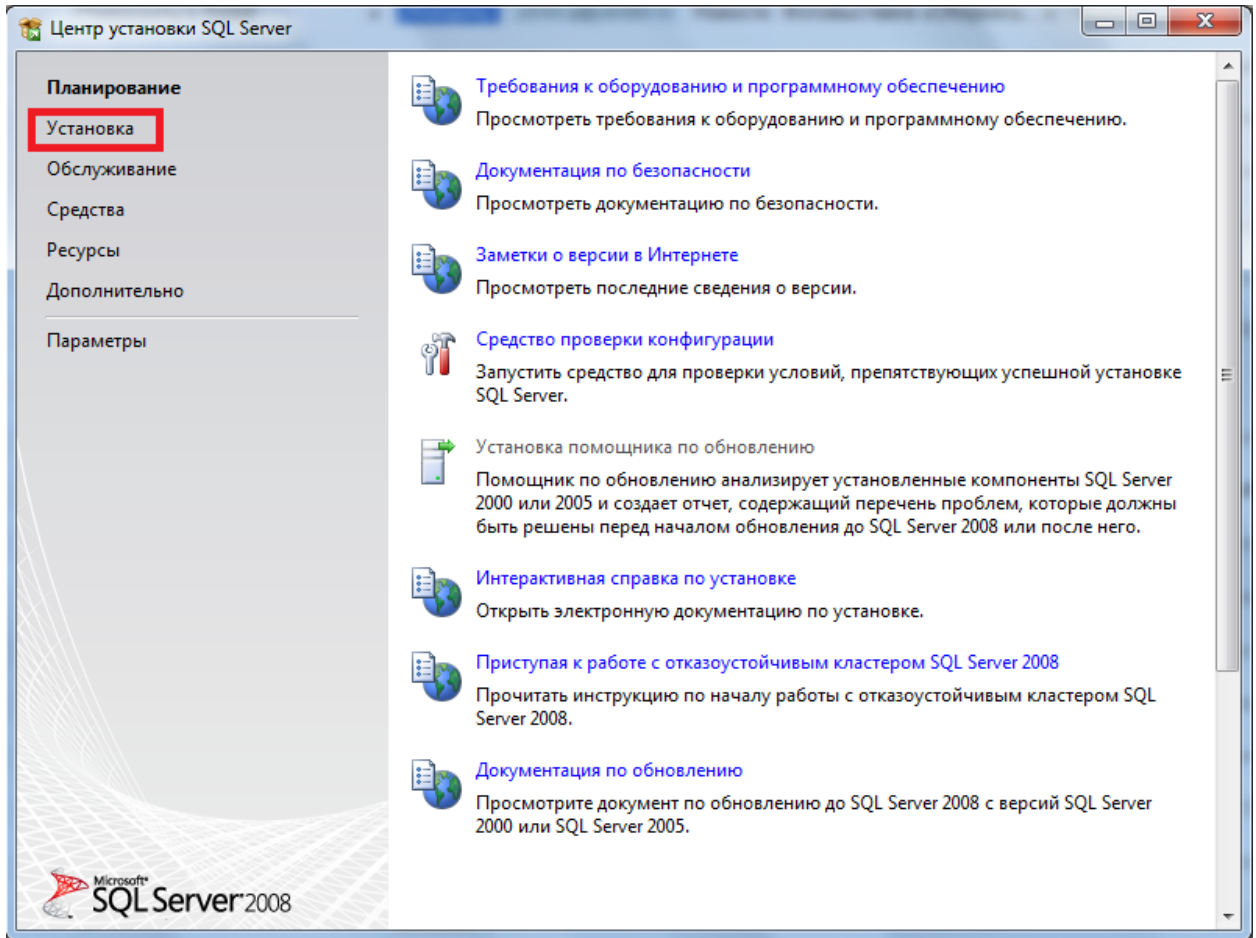 Центр установки SQL Server
Планирование
Установка
Обслуживание
Средства
Ресурсы
Дополнительно
Параметры
Требования к оборудованию и программному обеспечению
Просмотреть требования к оборудованию и программному обеспечению.
Документация по безопасности
Просмотреть документацию по безопасности.
Заметки о версии в Интернете
Просмотреть последние сведения о версии.
Средство проверки конфигурации
Запустить средство для проверки условий, препятствующих успешной установке
SQL Server.
Установка помощника по обновлению
Помощник по обновлению анализирует установленные компоненты SQL Server
2000 или 2005 и создает отчет, содержащий перечень проблем, которые должны
быть решены перед началом обновления до SQL Server 2008 или после него.
Интерактивная справка по установке
Открыть электронную документацию по установке.
Приступая к работе с отказоустойчивым кластером SQL Server 2008
Прочитать инструкцию по началу работы с отказоустойчивым кластером SQL
Server 2008.
Документация по обновлению
Просмотрите документ по обновлению до SQL Server 2008 с версий SQL Server
2000 или SQL Server 2005.
Microsoft®
SQL Server®2008